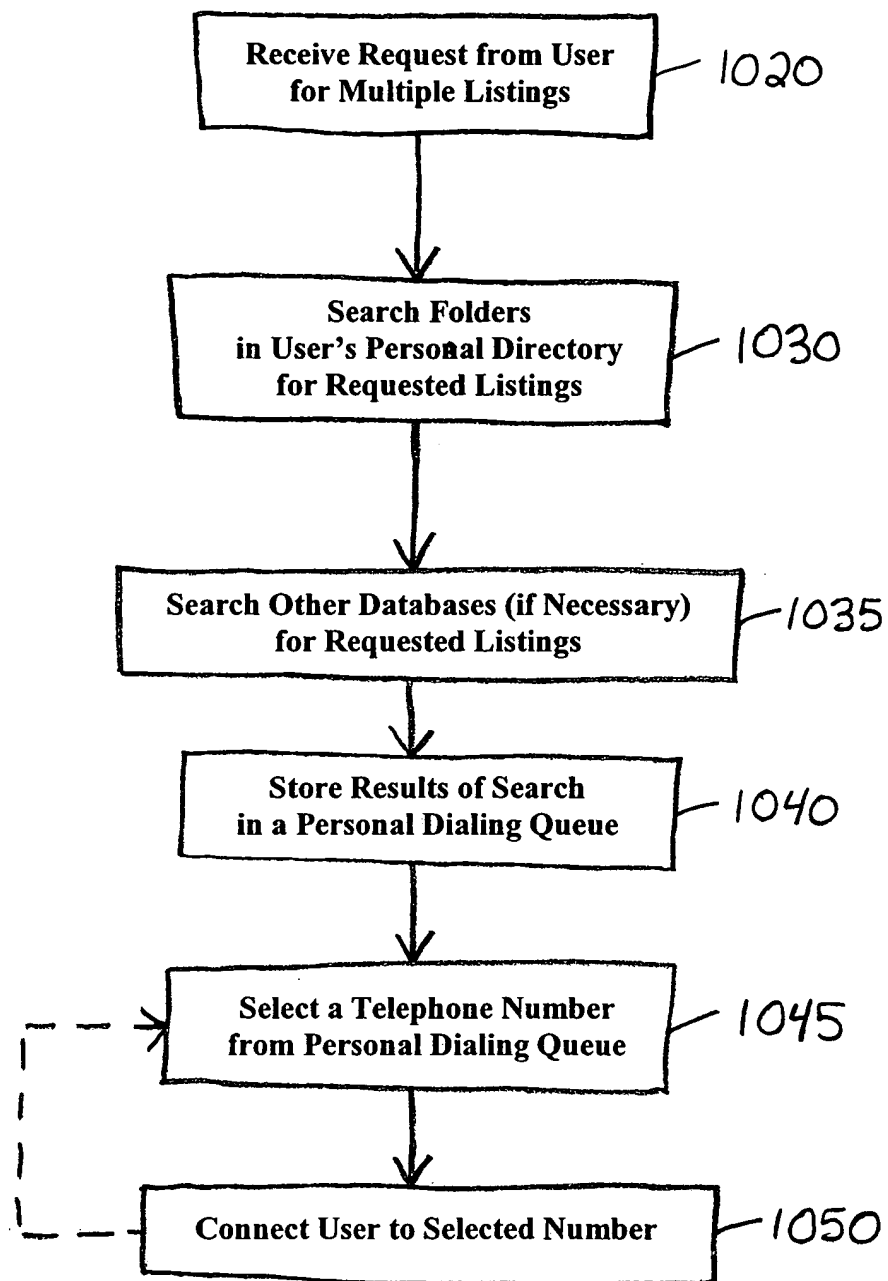 Receive Request from User
for Multiple Listings
1020
Search Folders
in User's Personal Directory
for Requested Listings
1030
Search Other Databases (if Necessary)
for Requested Listings
1035
Store Results of Search
in a Personal Dialing Queue
1040
Select a Telephone Number
from Personal Dialing Queue
1045
Connect User to Selected Number
1050